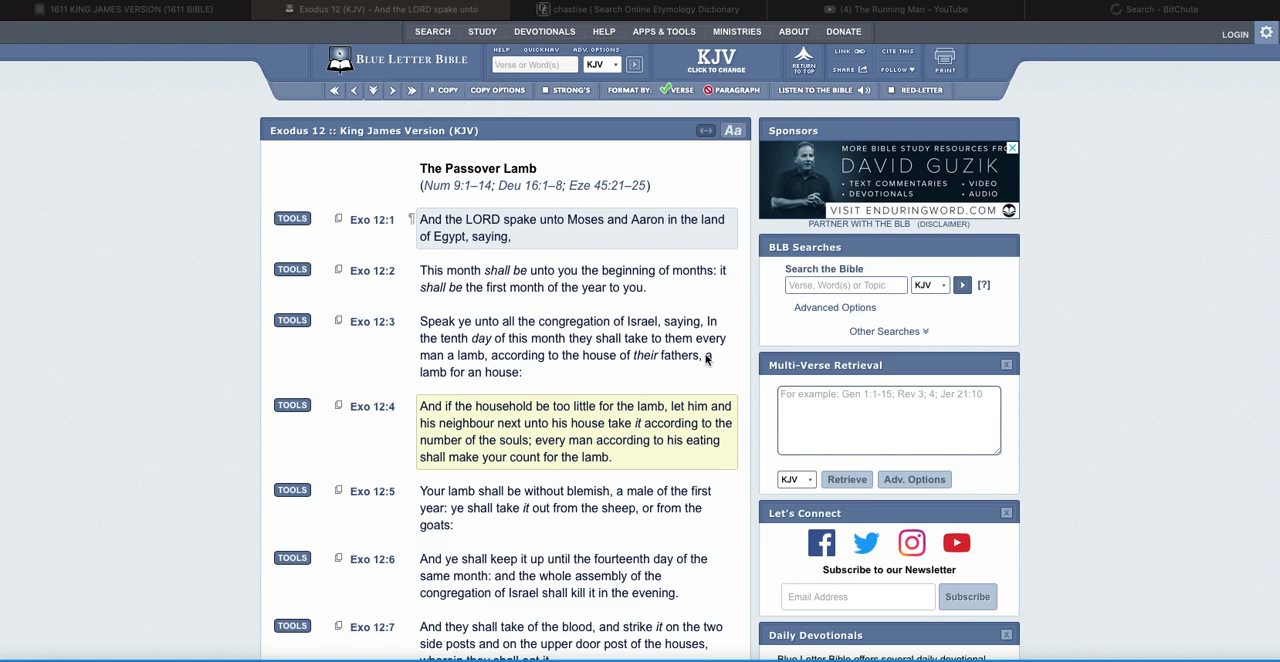 1611 KING JAMES VERSION (1611 BIBLE)
Exodus 12 (KJV) - And the LORD spake unto
chastise | Search Online Etymology Dictionary
(4) The Running Man - YouTube
Search - BitChute
SEARCH STUDY DEVOTIONALS HELP APPS & TOOLS MINISTRIES ABOUT DONATE
LOGIN
BLUE LETTER BIBLE
HELP QUICKNAV ADV. OPTIONS
Verse or Word(s) KJV
KJV
CLICK TO CHANGE
RETURN
TO TOP
LINK
SHARE
CITE THIS
FOLLOW
PRINT
COPY COPY OPTIONS STRONG'S FORMAT BY: VERSE PARAGRAPH LISTEN TO THE BIBLE RED-LETTER
Exodus 12 :: King James Version (KJV)
Aa
The Passover Lamb
(Num 9:1–14; Deu 16:1–8; Eze 45:21–25)
TOOLS Exo 12:1 ¶ And the LORD spake unto Moses and Aaron in the land
of Egypt, saying,
TOOLS Exo 12:2 This month shall be unto you the beginning of months: it
shall be the first month of the year to you.
TOOLS Exo 12:3 Speak ye unto all the congregation of Israel, saying, In
the tenth day of this month they shall take to them every
man a lamb, according to the house of their fathers, a
lamb for an house:
TOOLS Exo 12:4 And if the household be too little for the lamb, let him and
his neighbour next unto his house take it according to the
number of the souls; every man according to his eating
shall make your count for the lamb.
TOOLS Exo 12:5 Your lamb shall be without blemish, a male of the first
year: ye shall take it out from the sheep, or from the
goats:
TOOLS Exo 12:6 And ye shall keep it up until the fourteenth day of the
same month: and the whole assembly of the
congregation of Israel shall kill it in the evening.
TOOLS Exo 12:7 And they shall take of the blood, and strike it on the two
side posts and on the upper door post of the houses,
wherein they shall eat it.
Sponsors
MORE BIBLE STUDY RESOURCES FRO
DAVID GUZIK
• TEXT COMMENTARIES • VIDEO
• DEVOTIONALS • AUDIO
VISIT ENDURINGWORD.COM
PARTNER WITH THE BLB (DISCLAIMER)
BLB Searches
Search the Bible
Verse, Word(s) or Topic KJV [?]
Advanced Options
Other Searches
Multi-Verse Retrieval
For example: Gen 1:1-15; Rev 3; 4; Jer 21:10
KJV Retrieve Adv. Options
Let's Connect
Subscribe to our Newsletter
Email Address Subscribe
Daily Devotionals
Blue Letter Bible offers several daily devotional